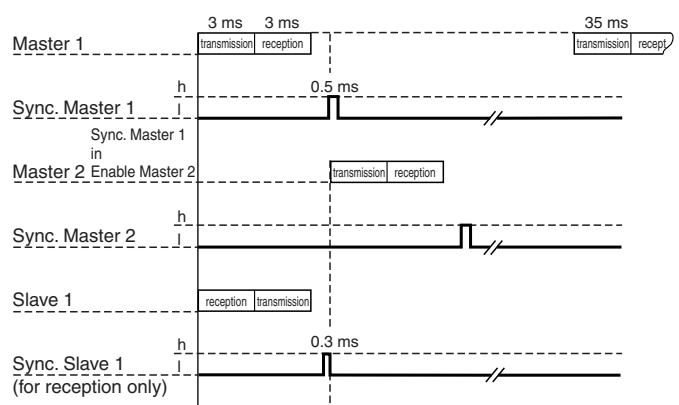 3 ms 3 ms 35 ms
Master 1 transmission reception transmission recept
h 0.5 ms
Sync. Master 1 l
Sync. Master 1
in
Master 2 Enable Master 2 transmission reception
h
Sync. Master 2 l
Slave 1 reception transmission
h 0.3 ms
Sync. Slave 1 l
(for reception only)